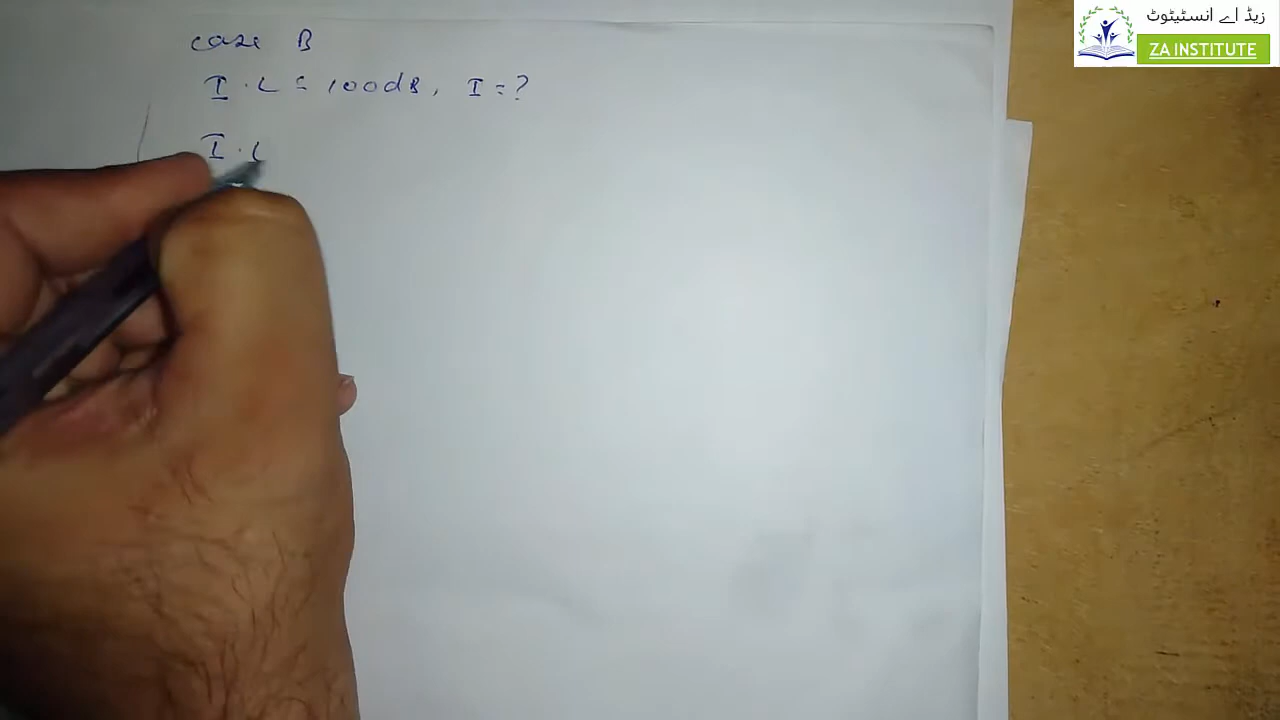 زیڈ اے انسٹیٹوٹ
ZA INSTITUTE
case B
I.L = 100dB, I = ?
I.L